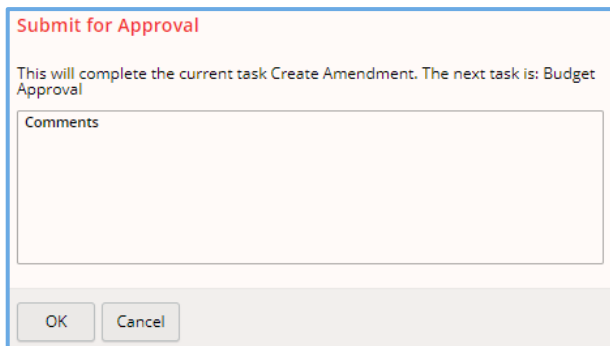 Submit for Approval
This will complete the current task Create Amendment. The next task is: Budget
Approval
Comments
OK
Cancel